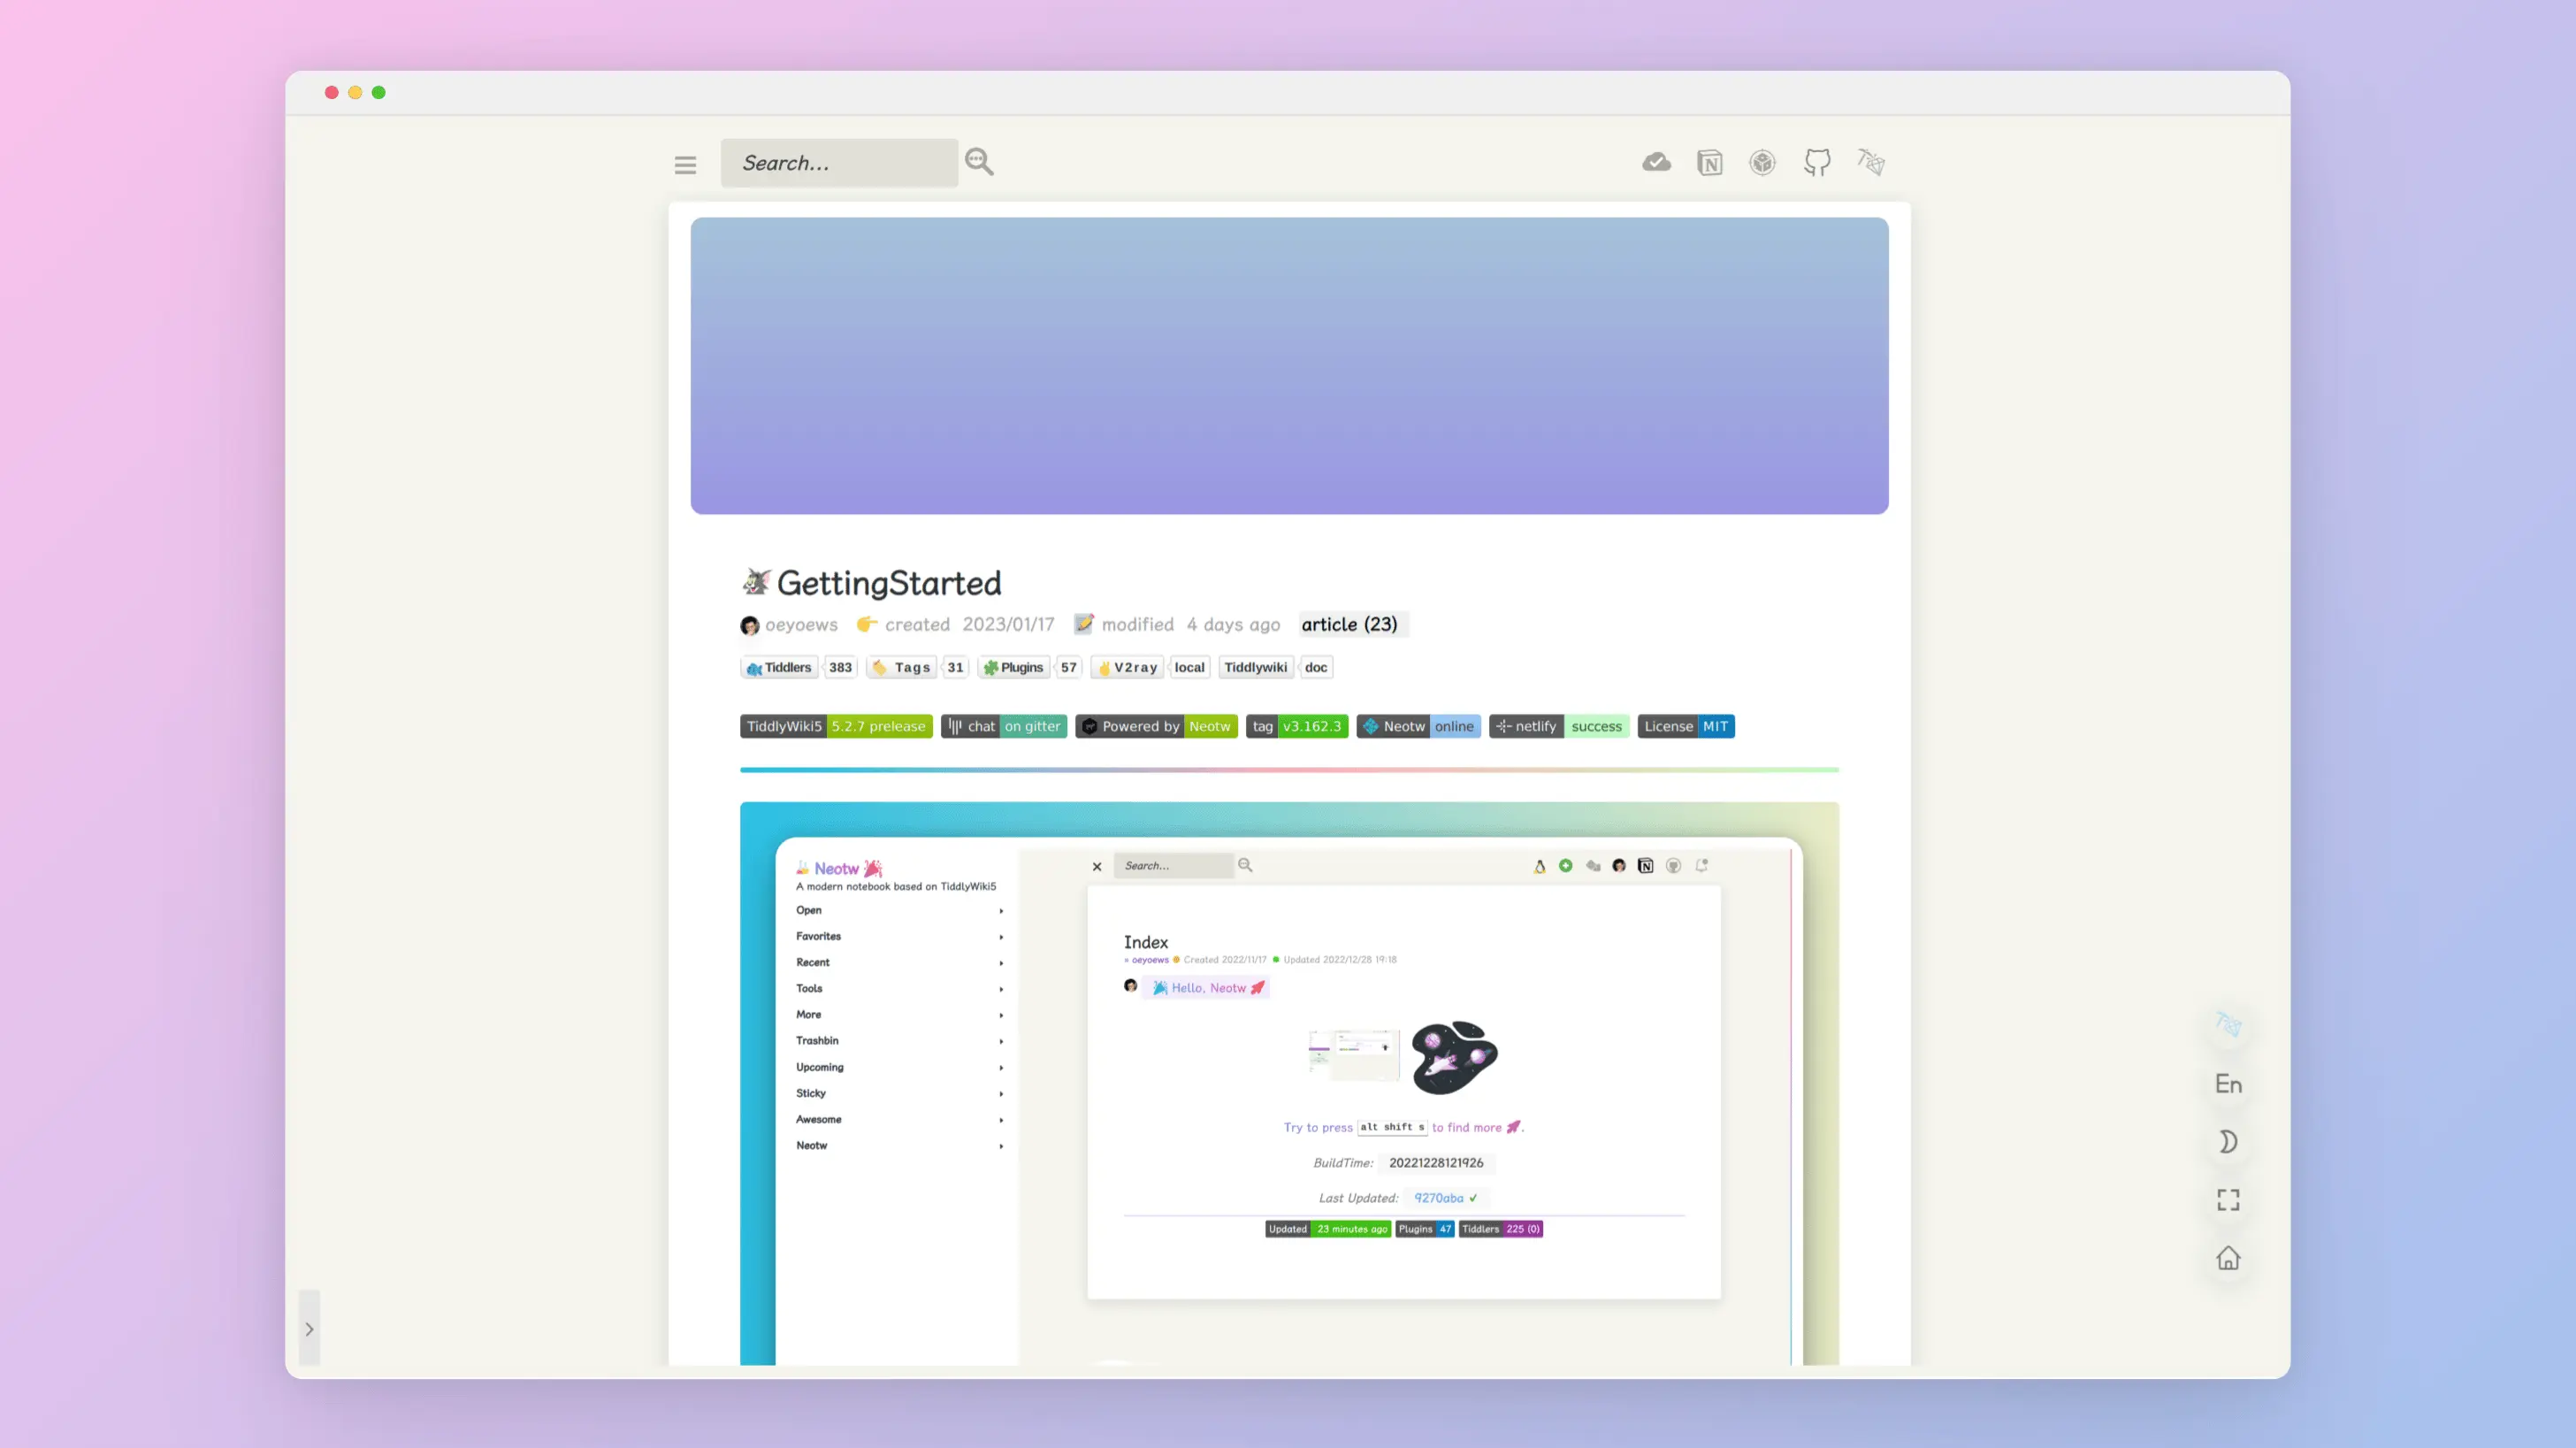 Search...
GettingStarted
oeyoews created 2023/01/17 modified 4 days ago article (23)
Tiddlers 383 Tags 31 Plugins 57 V2ray local Tiddlywiki doc
TiddlyWiki5 5.2.7 prelease chat on gitter Powered by Neotw tag v3.162.3 Neotw online netlify success License MIT
Neotw
A modern notebook based on TiddlyWiki5
Open
Favorites
Recent
Tools
More
Trashbin
Upcoming
Sticky
Awesome
Neotw
Search...
Index
oeyoews Created 2022/11/17 Updated 2022/12/28 19:18
Hello, Neotw
Try to press alt shift s to find more .
BuildTime: 20221228121926
Last Updated: 9270aba ✓
Updated 23 minutes ago Plugins 47 Tiddlers 225 (0)
En